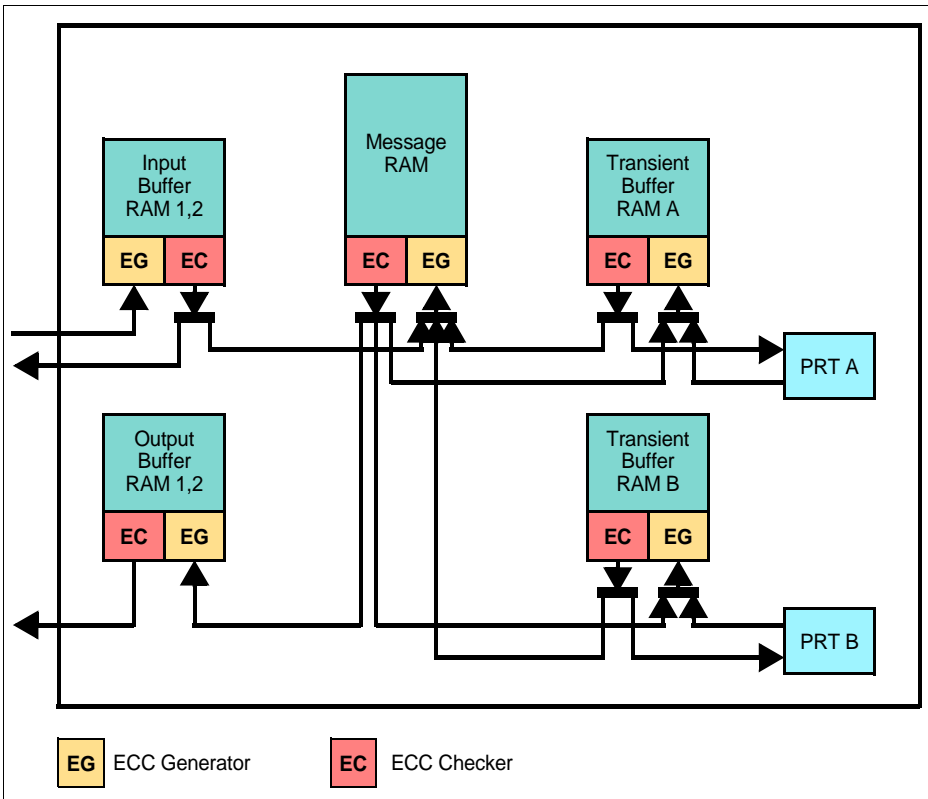 Input
Buffer
RAM 1,2
EG
EC
Message
RAM
EC
EG
Transient
Buffer
RAM A
EC
EG
PRT A
Output
Buffer
RAM 1,2
EC
EG
Transient
Buffer
RAM B
EC
EG
PRT B
EG
ECC Generator
EC
ECC Checker